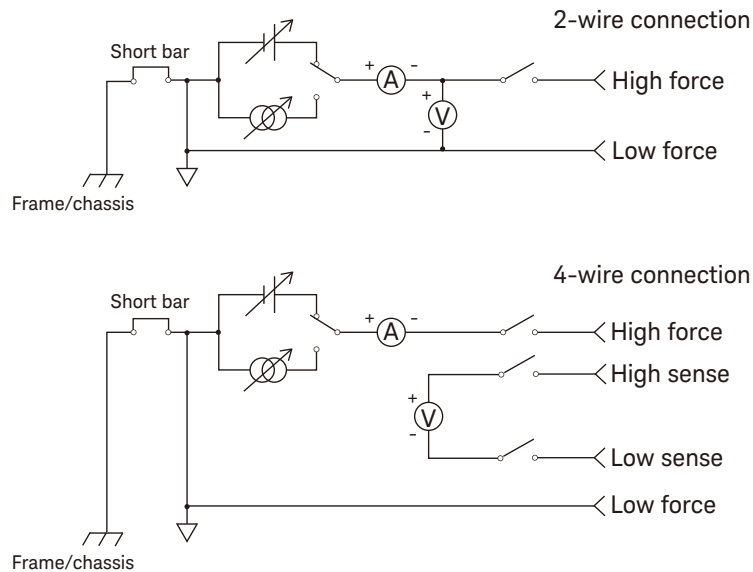 2-wire connection
Short bar
+ A -
High force
+
V
-
Low force
Frame/chassis
4-wire connection
Short bar
+ A -
High force
High sense
+
V
-
Low sense
Low force
Frame/chassis